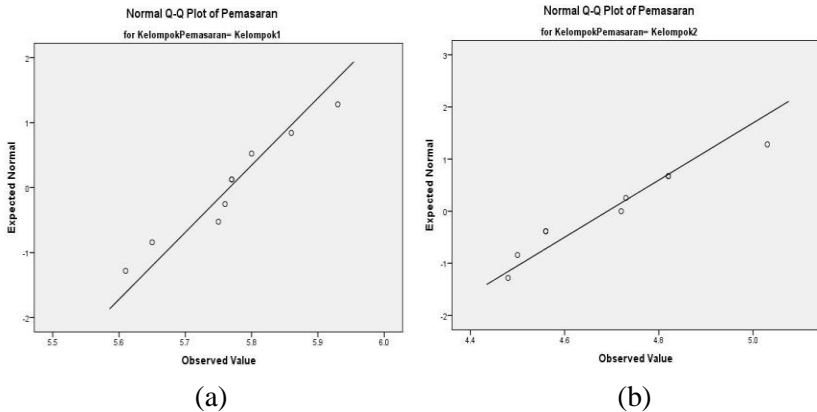 Normal Q-Q Plot of Pemasaran
for KelompokPemasaran= Kelompok1
Expected Normal
2
1
0
-1
-2
5.5 5.6 5.7 5.8 5.9 6.0
Observed Value
(a)
Normal Q-Q Plot of Pemasaran
for KelompokPemasaran= Kelompok2
Expected Normal
3
2
1
0
-1
-2
4.4 4.6 4.8 5.0
Observed Value
(b)